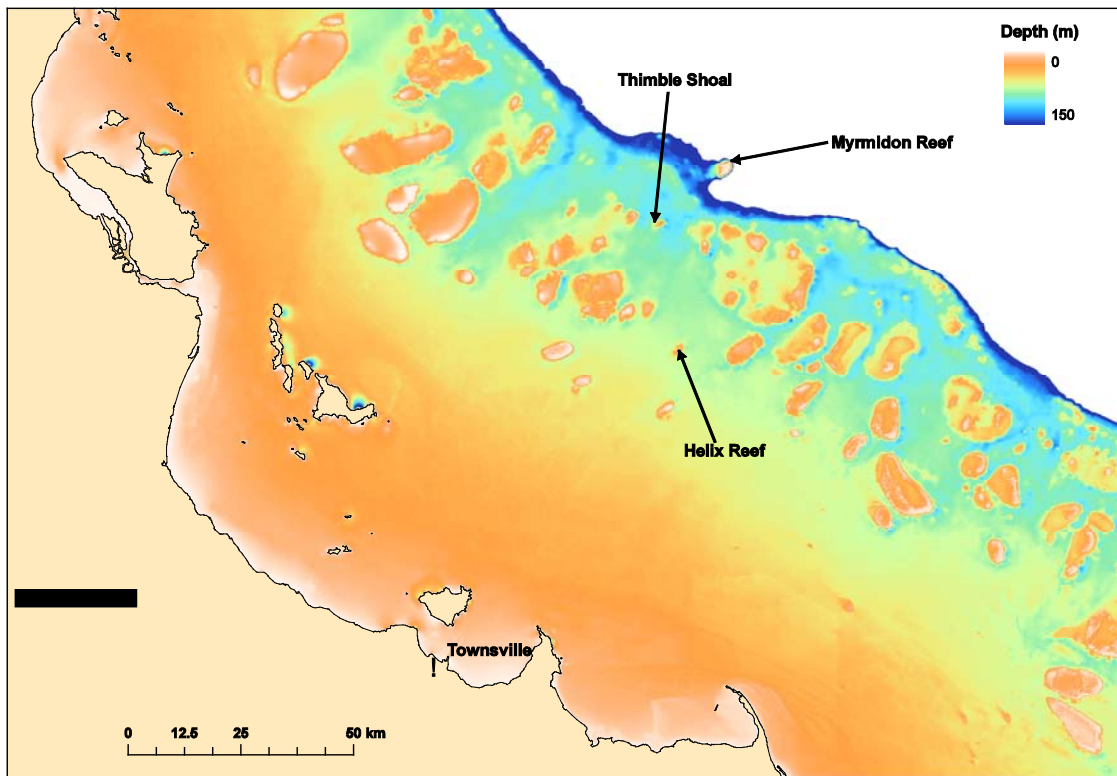 Depth (m)
0
150
Thimble Shoal
Myrmidon Reef
Helix Reef
Townsville
!
0 12.5 25 50 km